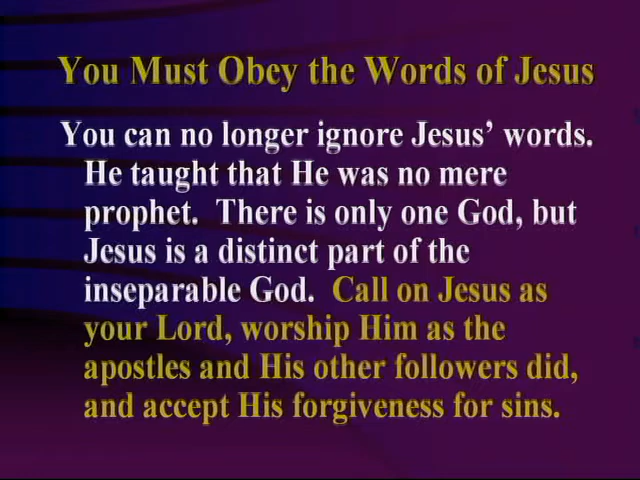 You Must Obey the Words of Jesus
You can no longer ignore Jesus’ words.
He taught that He was no mere
prophet.  There is only one God, but
Jesus is a distinct part of the
inseparable God.  Call on Jesus as
your Lord, worship Him as the
apostles and His other followers did,
and accept His forgiveness for sins.